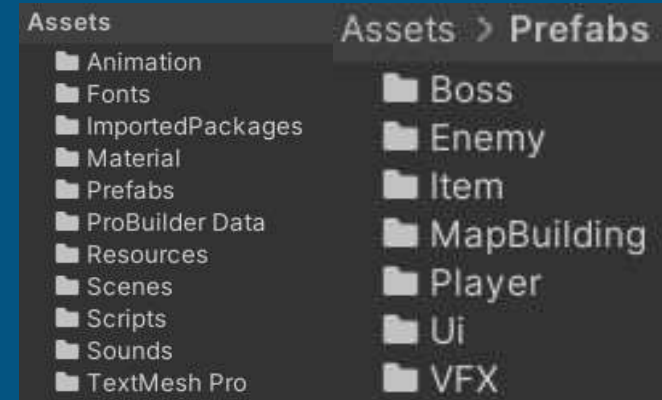 Assets
Animation
Fonts
ImportedPackages
Material
Prefabs
ProBuilder Data
Resources
Scenes
Scripts
Sounds
TextMesh Pro
Assets > Prefabs
Boss
Enemy
Item
MapBuilding
Player
Ui
VFX